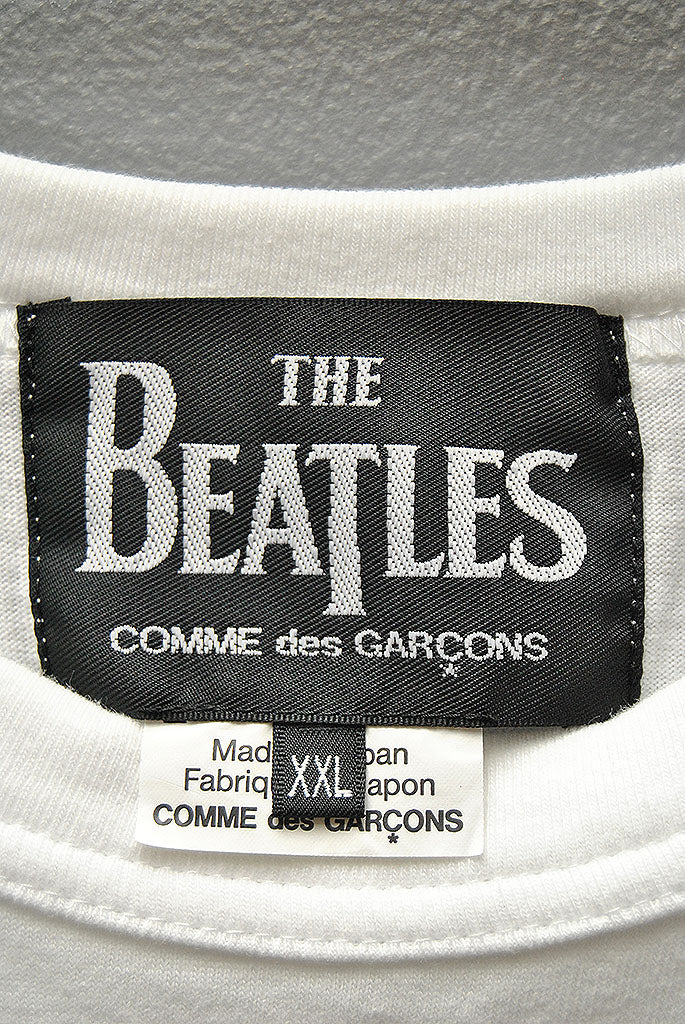 THE
BEATLES
COMME des GARÇONS
XXL
Mad pan
Fabriq apon
COMME des GARÇONS